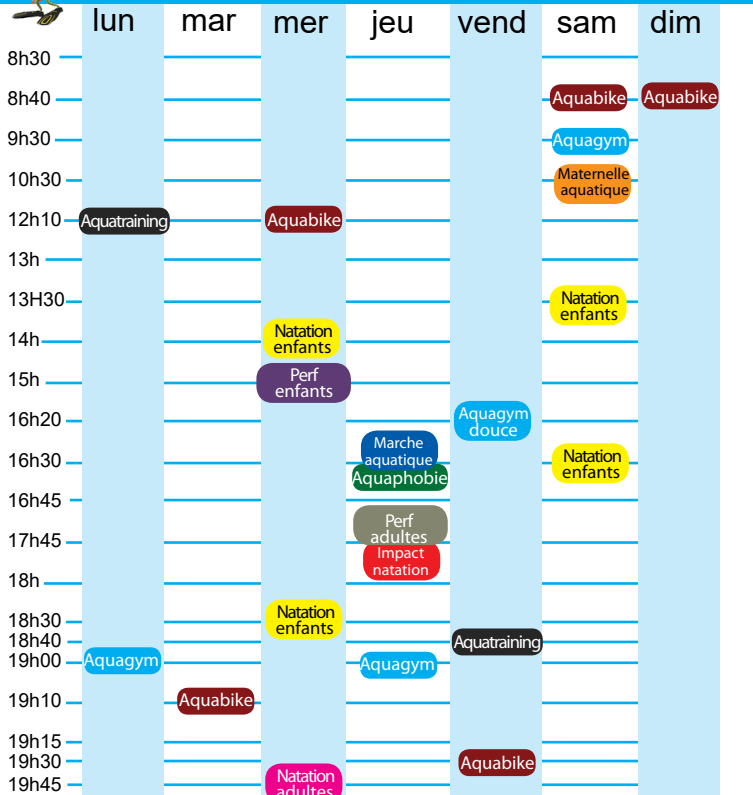 lun mar mer jeu vend sam dim
8h30
8h40 Aquabike Aquabike
9h30 Aquagym
10h30 Maternelle
aquatique
12h10 Aquatraining Aquabike
13h
13H30 Natation
enfants
14h Natation
enfants
15h Perf
enfants
16h20 Aquagym
douce
Marche
aquatique
16h30 Natation
enfants
Aquaphobie
16h45
Perf
adultes
17h45
Impact
natation
18h
18h30 Natation
enfants
18h40 Aquatraining
19h00 Aquagym Aquagym
19h10 Aquabike
19h15
19h30 Aquabike
19h45 Natation
adultes